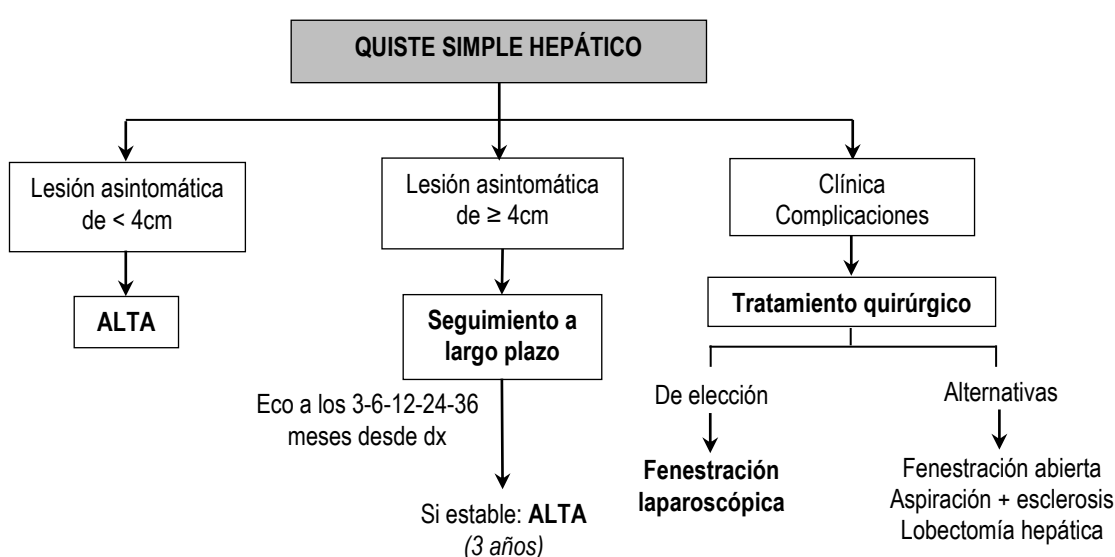 QUISTE SIMPLE HEPÁTICO
Lesión asintomática
de < 4cm
ALTA
Lesión asintomática
de ≥ 4cm
Seguimiento a
largo plazo
Eco a los 3-6-12-24-36
meses desde dx
Si estable: ALTA
(3 años)
Clínica
Complicaciones
Tratamiento quirúrgico
De elección
Fenestración
laparoscópica
Alternativas
Fenestración abierta
Aspiración + esclerosis
Lobectomía hepática